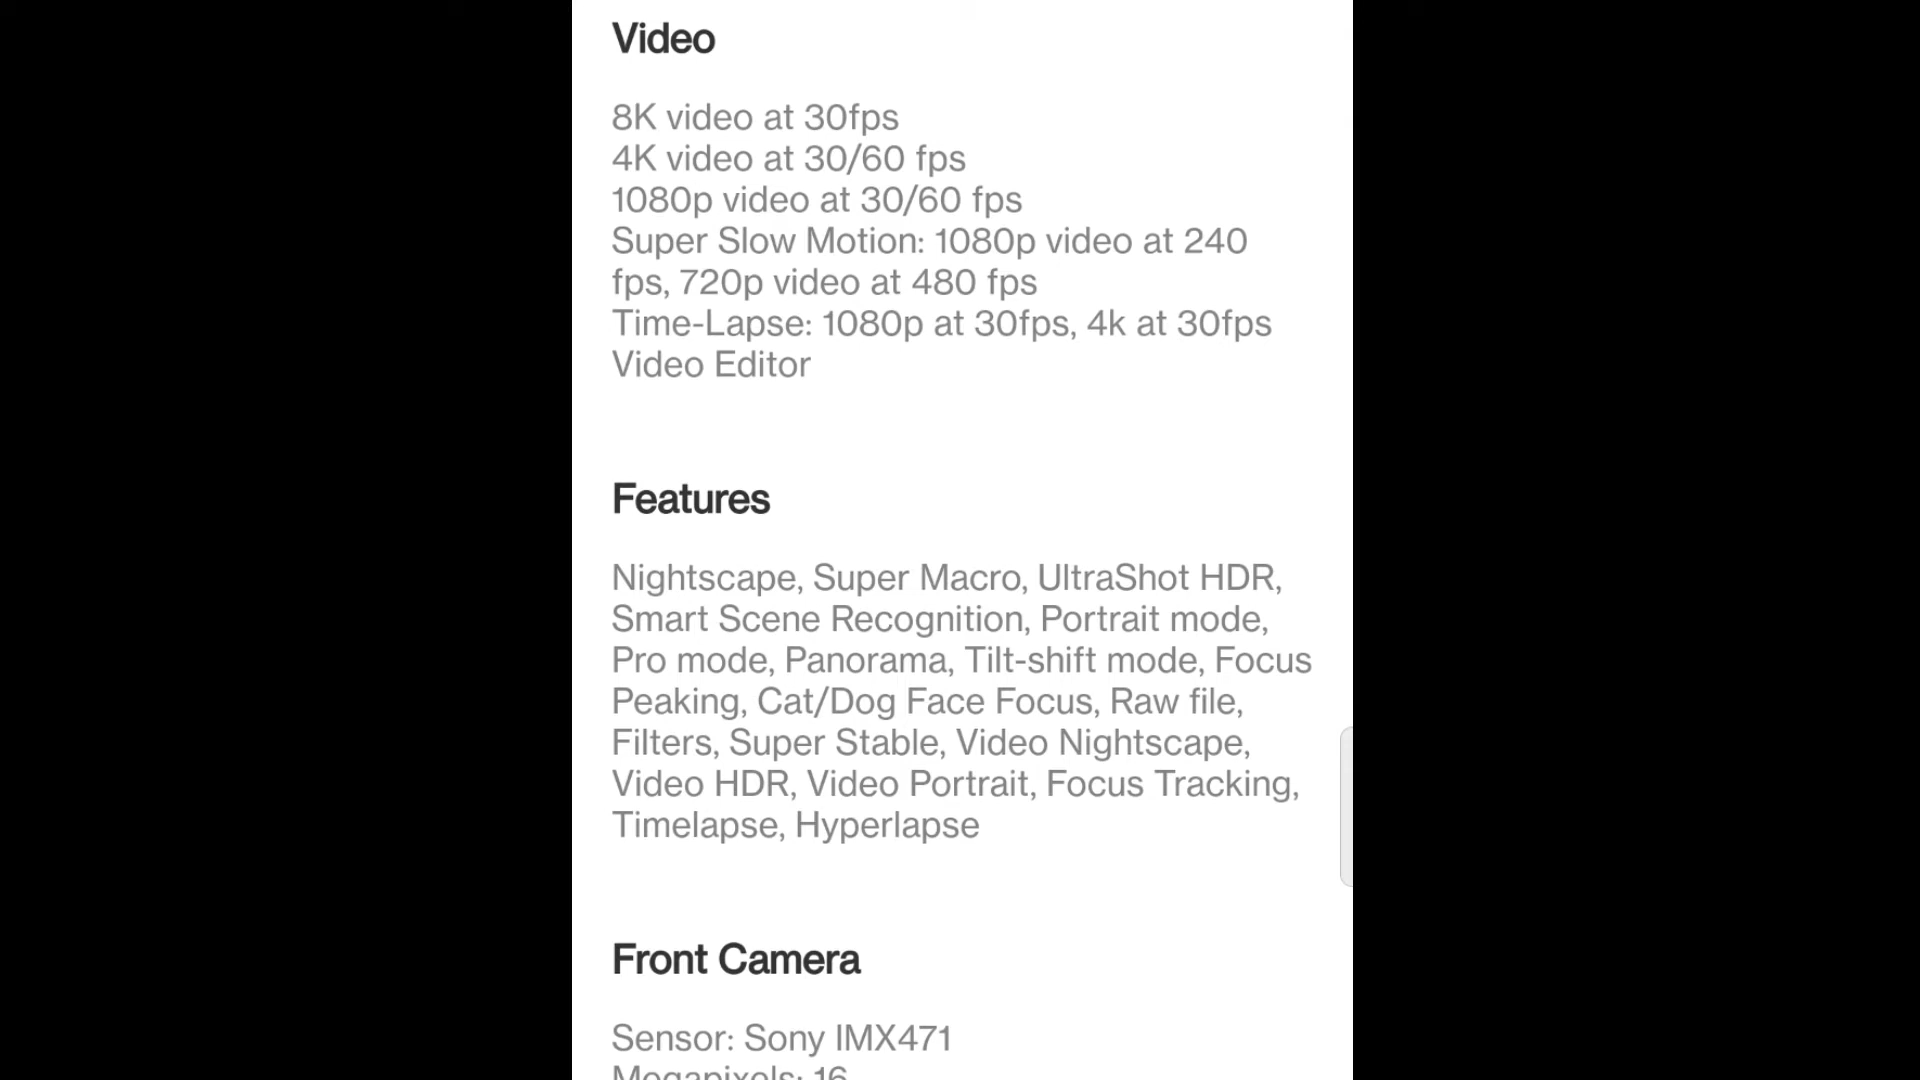 Video
8K video at 30fps
4K video at 30/60 fps
1080p video at 30/60 fps
Super Slow Motion: 1080p video at 240
fps, 720p video at 480 fps
Time-Lapse: 1080p at 30fps, 4k at 30fps
Video Editor
Features
Nightscape, Super Macro, UltraShot HDR,
Smart Scene Recognition, Portrait mode,
Pro mode, Panorama, Tilt-shift mode, Focus
Peaking, Cat/Dog Face Focus, Raw file,
Filters, Super Stable, Video Nightscape,
Video HDR, Video Portrait, Focus Tracking,
Timelapse, Hyperlapse
Front Camera
Sensor: Sony IMX471
Megapixels: 16